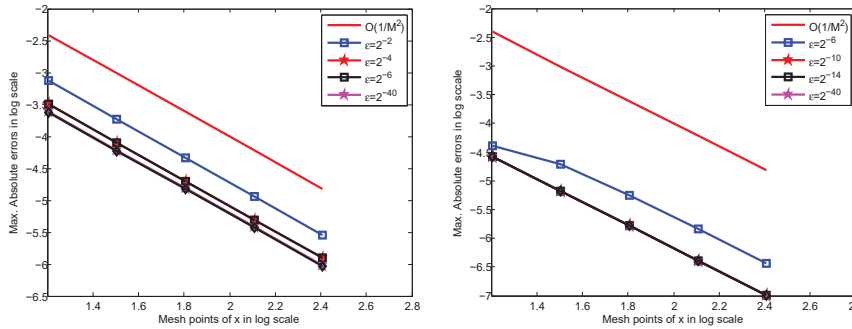 -2
-2.5
-3
-3.5
-4
-4.5
-5
-5.5
-6
-6.5
Max. Absolute errors in log scale
1.4 1.6 1.8 2 2.2 2.4 2.6 2.8
Mesh points of x in log scale
O(1/M²)
ε=2⁻²
ε=2⁻⁴
ε=2⁻⁶
ε=2⁻⁴⁰
-2
-2.5
-3
-3.5
-4
-4.5
-5
-5.5
-6
-6.5
-7
Max. Absolute errors in log sccale
1.4 1.6 1.8 2 2.2 2.4 2.6
Mesh points of x in log scale
O(1/M²)
ε=2⁻⁶
ε=2⁻¹⁰
ε=2⁻¹⁴
ε=2⁻⁴⁰